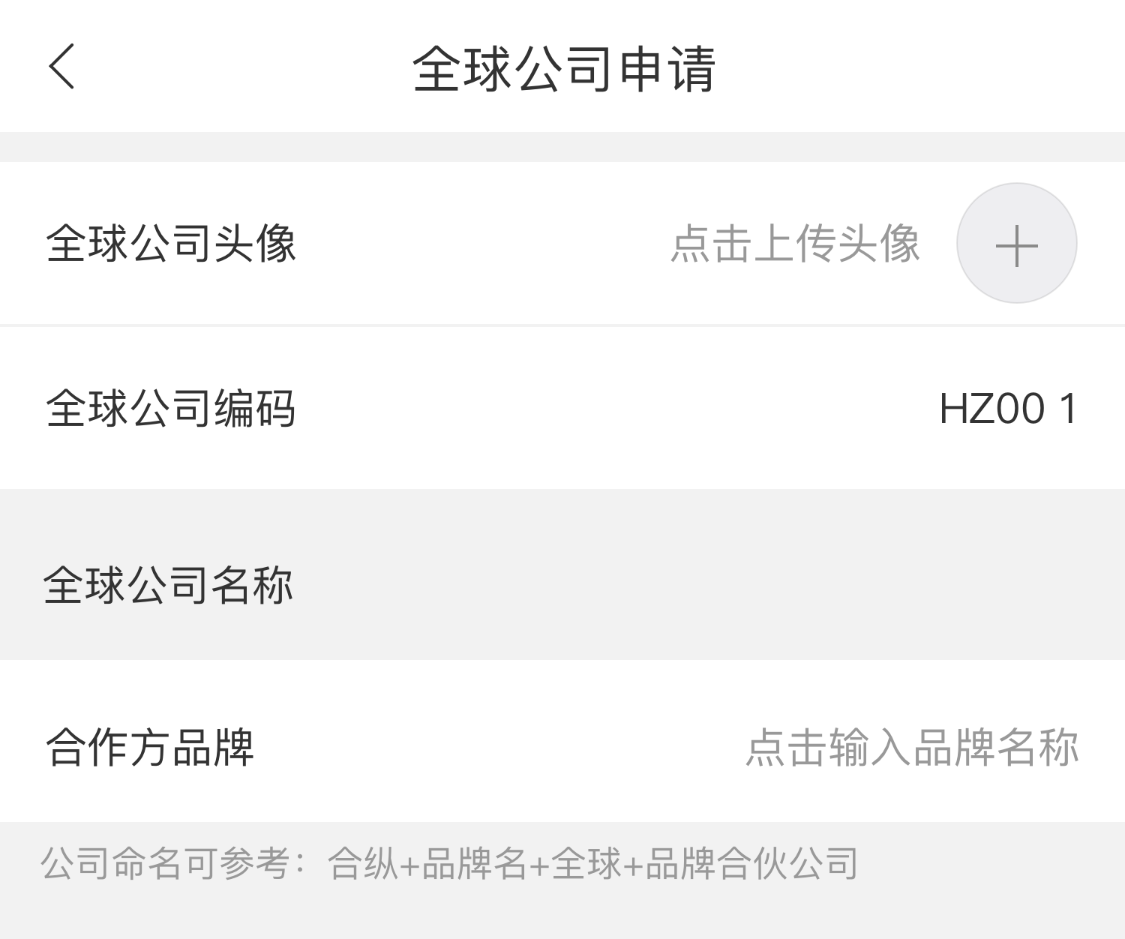 全球公司申请
全球公司头像 点击上传头像
全球公司编码 HZ00 1
全球公司名称
合作方品牌 点击输入品牌名称
公司命名可参考：合纵+品牌名+全球+品牌合伙公司